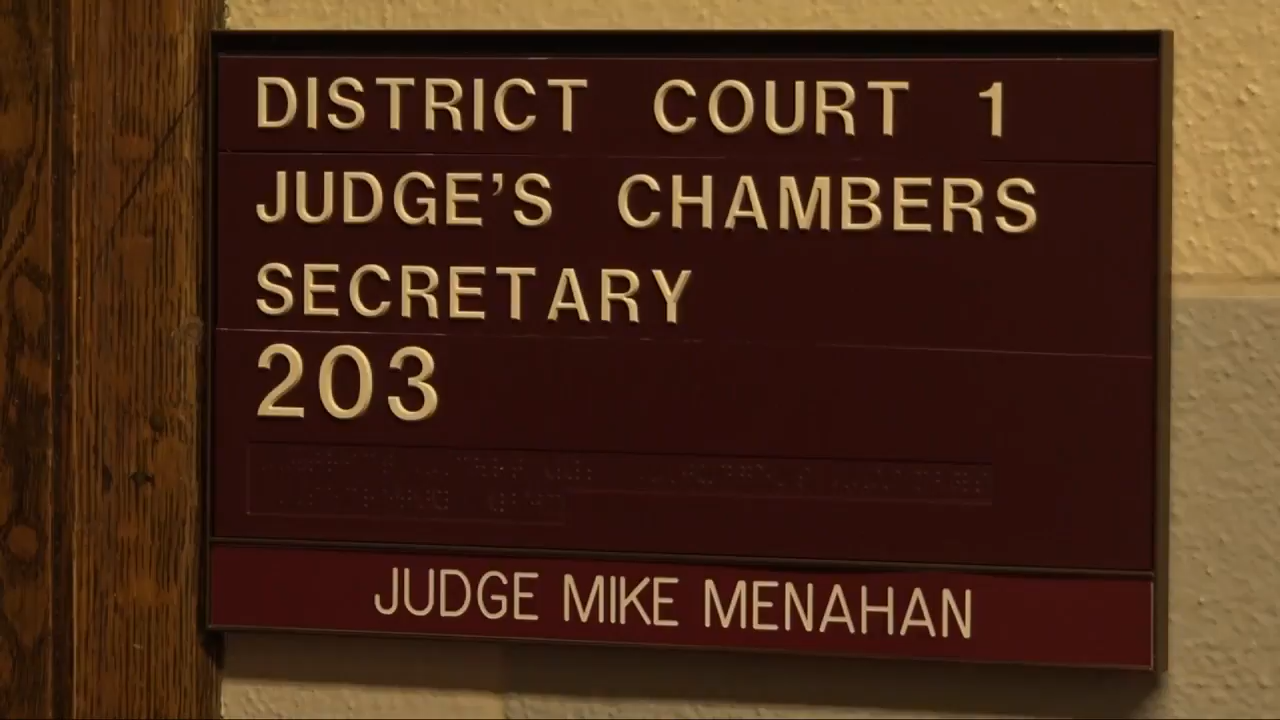 DISTRICT COURT 1
JUDGE'S CHAMBERS
SECRETARY
203
JUDGE MIKE MENAHAN